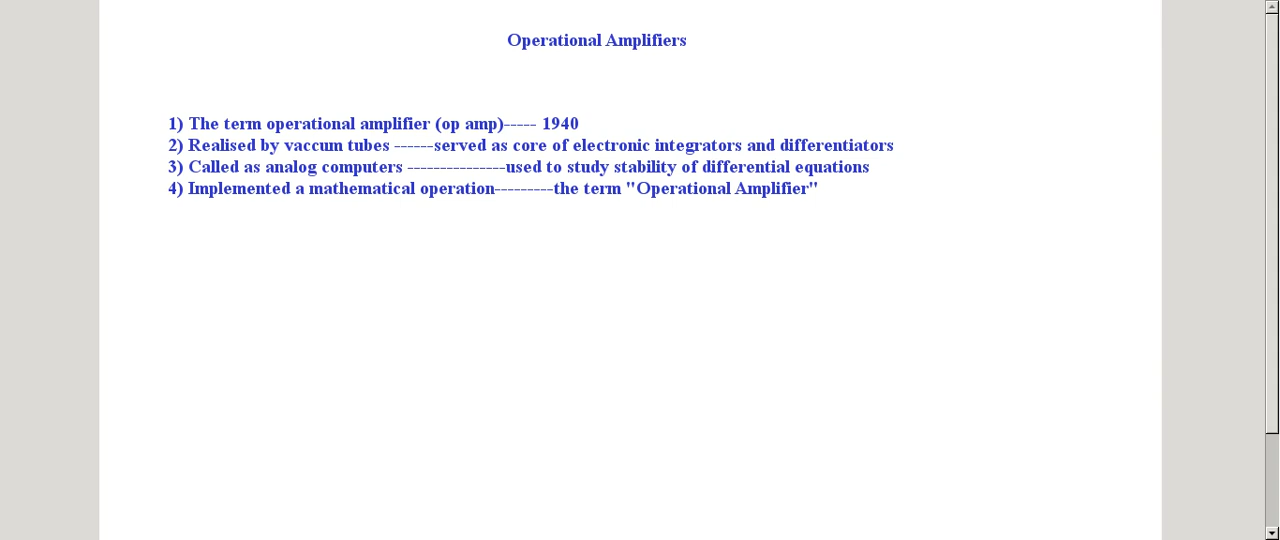 Operational Amplifiers
1) The term operational amplifier (op amp)----- 1940
2) Realised by vaccum tubes ------served as core of electronic integrators and differentiators
3) Called as analog computers ---------------used to study stability of differential equations
4) Implemented a mathematical operation---------the term "Operational Amplifier"